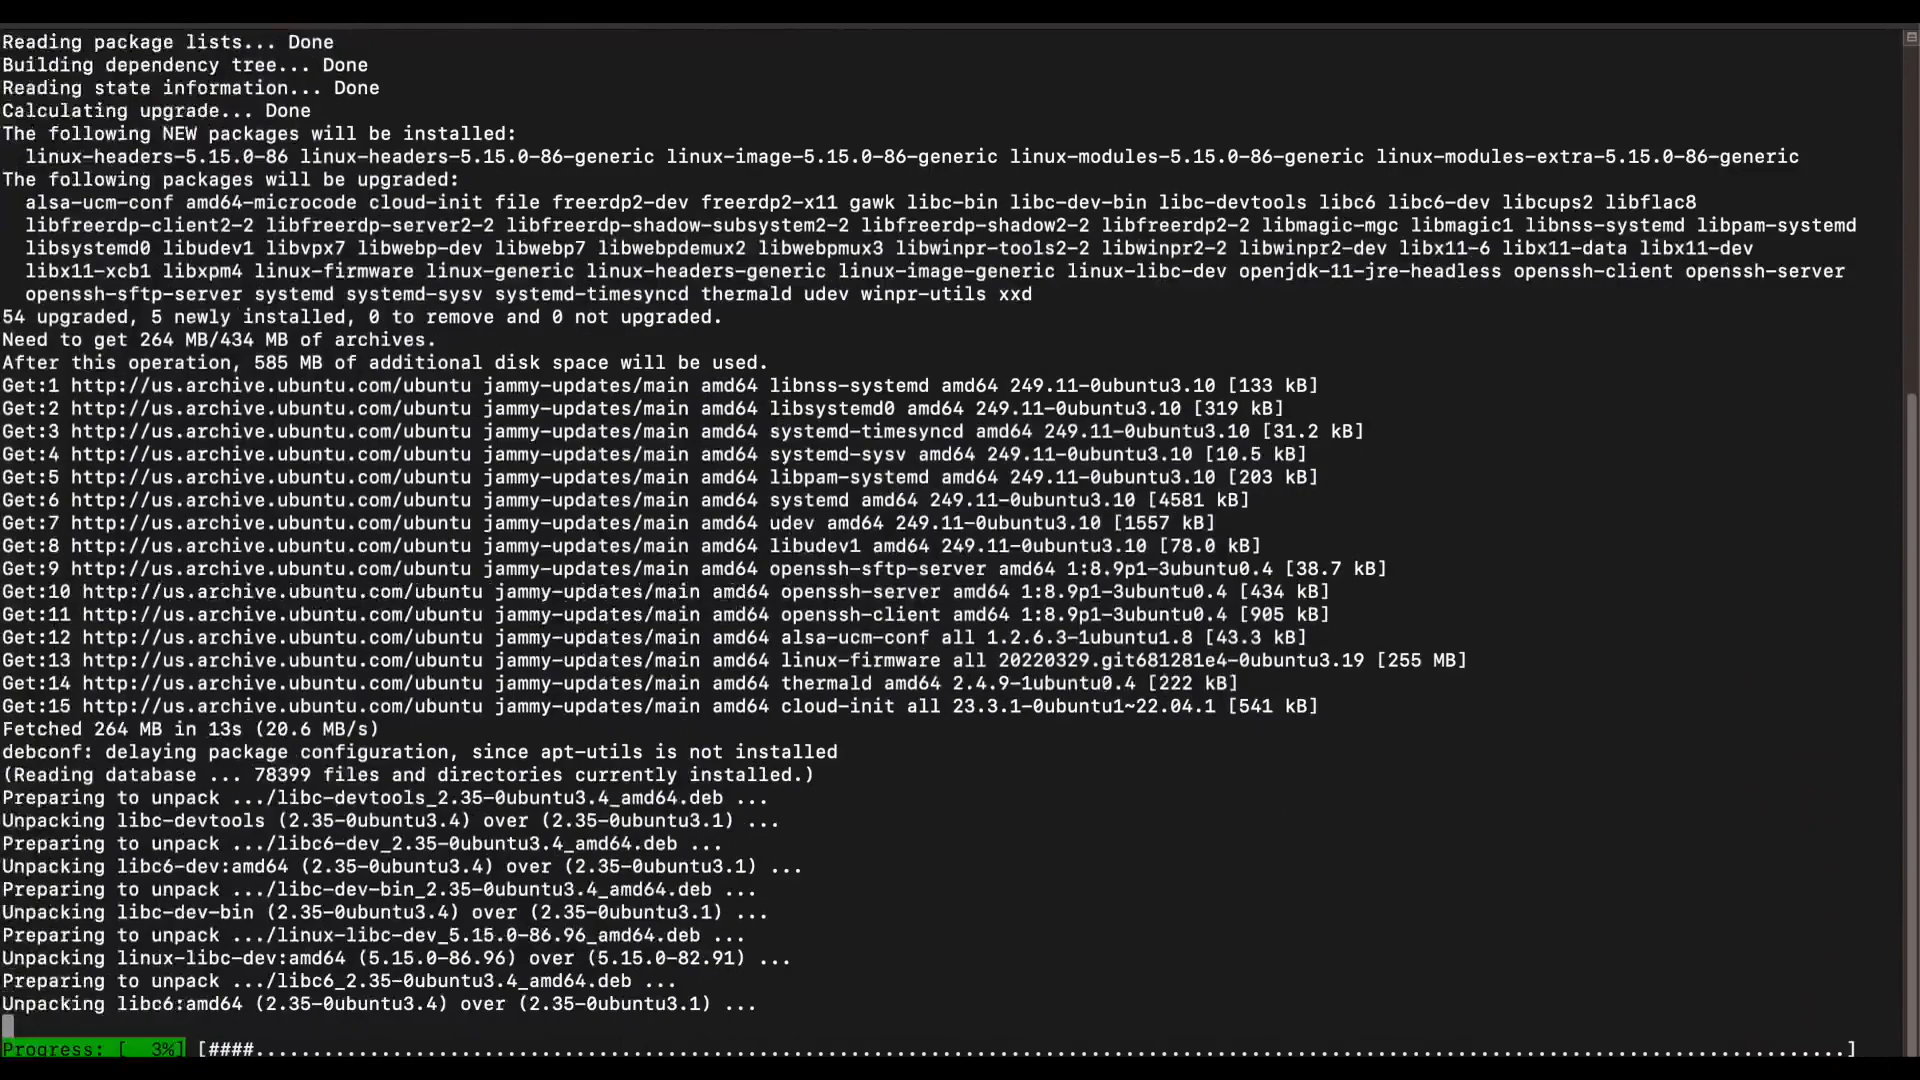 Reading package lists... Done
Building dependency tree... Done
Reading state information... Done
Calculating upgrade... Done
The following NEW packages will be installed:
  linux-headers-5.15.0-86 linux-headers-5.15.0-86-generic linux-image-5.15.0-86-generic linux-modules-5.15.0-86-generic linux-modules-extra-5.15.0-86-generic
The following packages will be upgraded:
  alsa-ucm-conf amd64-microcode cloud-init file freerdp2-dev freerdp2-x11 gawk libc-bin libc-dev-bin libc-devtools libc6 libc6-dev libcups2 libflac8
  libfreerdp-client2-2 libfreerdp-server2-2 libfreerdp-shadow-subsystem2-2 libfreerdp-shadow2-2 libfreerdp2-2 libmagic-mgc libmagic1 libnss-systemd libpam-systemd
  libsystemd0 libudev1 libvpx7 libwebp-dev libwebp7 libwebpdemux2 libwebpmux3 libwinpr-tools2-2 libwinpr2-2 libwinpr2-dev libx11-6 libx11-data libx11-dev
  libx11-xcb1 libxpm4 linux-firmware linux-generic linux-headers-generic linux-image-generic linux-libc-dev openjdk-11-jre-headless openssh-client openssh-server
  openssh-sftp-server systemd systemd-sysv systemd-timesyncd thermald udev winpr-utils xxd
54 upgraded, 5 newly installed, 0 to remove and 0 not upgraded.
Need to get 264 MB/434 MB of archives.
After this operation, 585 MB of additional disk space will be used.
Get:1 http://us.archive.ubuntu.com/ubuntu jammy-updates/main amd64 libnss-systemd amd64 249.11-0ubuntu3.10 [133 kB]
Get:2 http://us.archive.ubuntu.com/ubuntu jammy-updates/main amd64 libsystemd0 amd64 249.11-0ubuntu3.10 [319 kB]
Get:3 http://us.archive.ubuntu.com/ubuntu jammy-updates/main amd64 systemd-timesyncd amd64 249.11-0ubuntu3.10 [31.2 kB]
Get:4 http://us.archive.ubuntu.com/ubuntu jammy-updates/main amd64 systemd-sysv amd64 249.11-0ubuntu3.10 [10.5 kB]
Get:5 http://us.archive.ubuntu.com/ubuntu jammy-updates/main amd64 libpam-systemd amd64 249.11-0ubuntu3.10 [203 kB]
Get:6 http://us.archive.ubuntu.com/ubuntu jammy-updates/main amd64 systemd amd64 249.11-0ubuntu3.10 [4581 kB]
Get:7 http://us.archive.ubuntu.com/ubuntu jammy-updates/main amd64 udev amd64 249.11-0ubuntu3.10 [1557 kB]
Get:8 http://us.archive.ubuntu.com/ubuntu jammy-updates/main amd64 libudev1 amd64 249.11-0ubuntu3.10 [78.0 kB]
Get:9 http://us.archive.ubuntu.com/ubuntu jammy-updates/main amd64 openssh-sftp-server amd64 1:8.9p1-3ubuntu0.4 [38.7 kB]
Get:10 http://us.archive.ubuntu.com/ubuntu jammy-updates/main amd64 openssh-server amd64 1:8.9p1-3ubuntu0.4 [434 kB]
Get:11 http://us.archive.ubuntu.com/ubuntu jammy-updates/main amd64 openssh-client amd64 1:8.9p1-3ubuntu0.4 [905 kB]
Get:12 http://us.archive.ubuntu.com/ubuntu jammy-updates/main amd64 alsa-ucm-conf all 1.2.6.3-1ubuntu1.8 [43.3 kB]
Get:13 http://us.archive.ubuntu.com/ubuntu jammy-updates/main amd64 linux-firmware all 20220329.git681281e4-0ubuntu3.19 [255 MB]
Get:14 http://us.archive.ubuntu.com/ubuntu jammy-updates/main amd64 thermald amd64 2.4.9-1ubuntu0.4 [222 kB]
Get:15 http://us.archive.ubuntu.com/ubuntu jammy-updates/main amd64 cloud-init all 23.3.1-0ubuntu1~22.04.1 [541 kB]
Fetched 264 MB in 13s (20.6 MB/s)
debconf: delaying package configuration, since apt-utils is not installed
(Reading database ... 78399 files and directories currently installed.)
Preparing to unpack .../libc-devtools_2.35-0ubuntu3.4_amd64.deb ...
Unpacking libc-devtools (2.35-0ubuntu3.4) over (2.35-0ubuntu3.1) ...
Preparing to unpack .../libc6-dev_2.35-0ubuntu3.4_amd64.deb ...
Unpacking libc6-dev:amd64 (2.35-0ubuntu3.4) over (2.35-0ubuntu3.1) ...
Preparing to unpack .../libc-dev-bin_2.35-0ubuntu3.4_amd64.deb ...
Unpacking libc-dev-bin (2.35-0ubuntu3.4) over (2.35-0ubuntu3.1) ...
Preparing to unpack .../linux-libc-dev_5.15.0-86.96_amd64.deb ...
Unpacking linux-libc-dev:amd64 (5.15.0-86.96) over (5.15.0-82.91) ...
Preparing to unpack .../libc6_2.35-0ubuntu3.4_amd64.deb ...
Unpacking libc6:amd64 (2.35-0ubuntu3.4) over (2.35-0ubuntu3.1) ...
Progress: [  3%] [####...........................................................................................................................................]